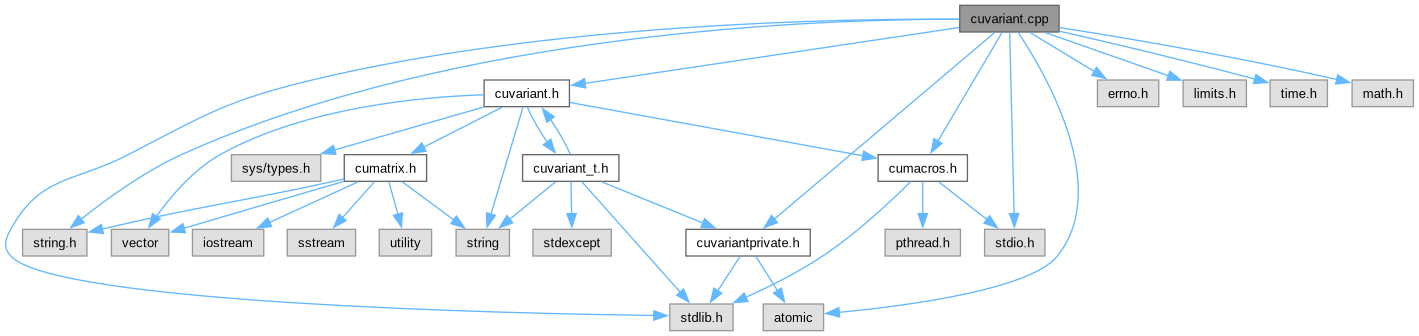 cuvariant.cpp
cuvariant.h
errno.h
limits.h
time.h
math.h
sys/types.h
cumatrix.h
cuvariant_t.h
cumacros.h
string.h
vector
iostream
sstream
utility
string
stdexcept
cuvariantprivate.h
pthread.h
stdio.h
stdlib.h
atomic